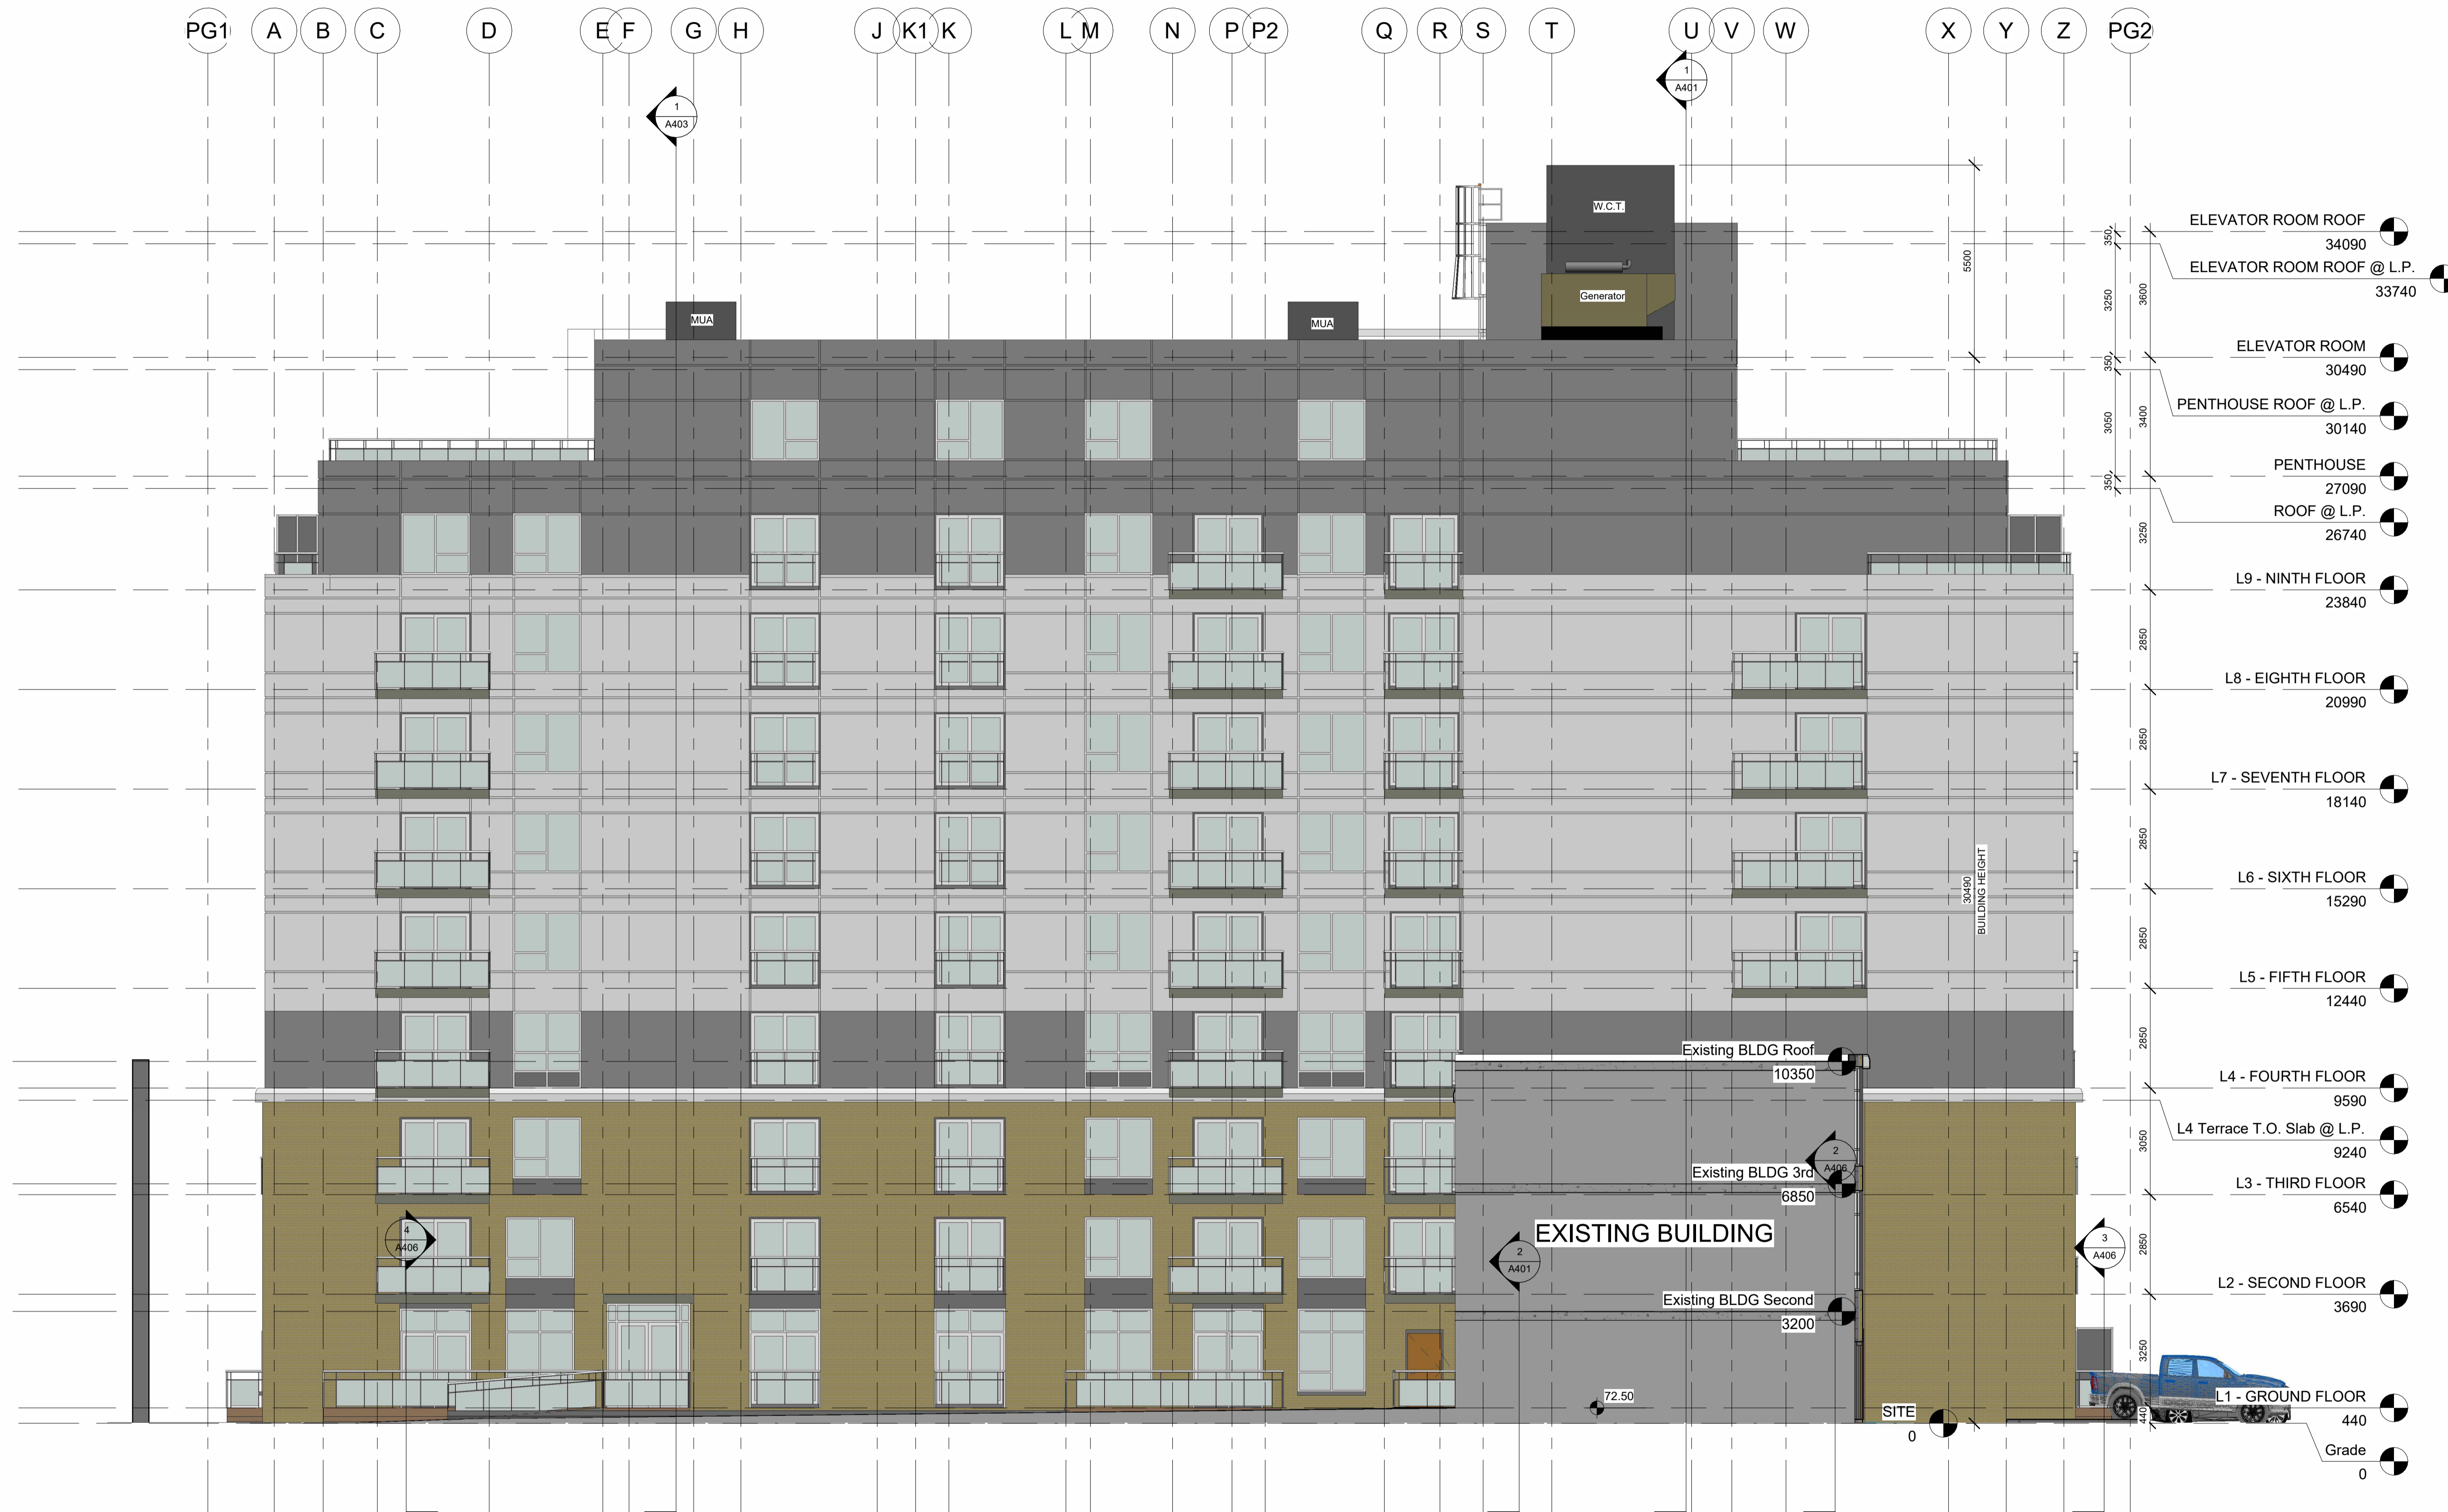 PG1 A B C D E F G H J K1 K L M N P P2 Q R S T U V W X Y Z PG2
1
A401
1
A403
W.C.T.
Generator
MUA
MUA
ELEVATOR ROOM ROOF
34090
ELEVATOR ROOM ROOF @ L.P.
33740
ELEVATOR ROOM
30490
PENTHOUSE ROOF @ L.P.
30140
PENTHOUSE
27090
ROOF @ L.P.
26740
L9 - NINTH FLOOR
23840
L8 - EIGHTH FLOOR
20990
L7 - SEVENTH FLOOR
18140
L6 - SIXTH FLOOR
15290
L5 - FIFTH FLOOR
12440
L4 - FOURTH FLOOR
9590
L4 Terrace T.O. Slab @ L.P.
9240
L3 - THIRD FLOOR
6540
L2 - SECOND FLOOR
3690
L1 - GROUND FLOOR
440
Grade
0
350
3250
350
3050
350
3600
3400
3250
2850
2850
2850
2850
2850
3050
2850
3250
440
5500
30490
BUILDING HEIGHT
Existing BLDG Roof
10350
2
A406
Existing BLDG 3rd
6850
EXISTING BUILDING
2
A401
4
A406
3
A406
Existing BLDG Second
3200
72.50
SITE
0